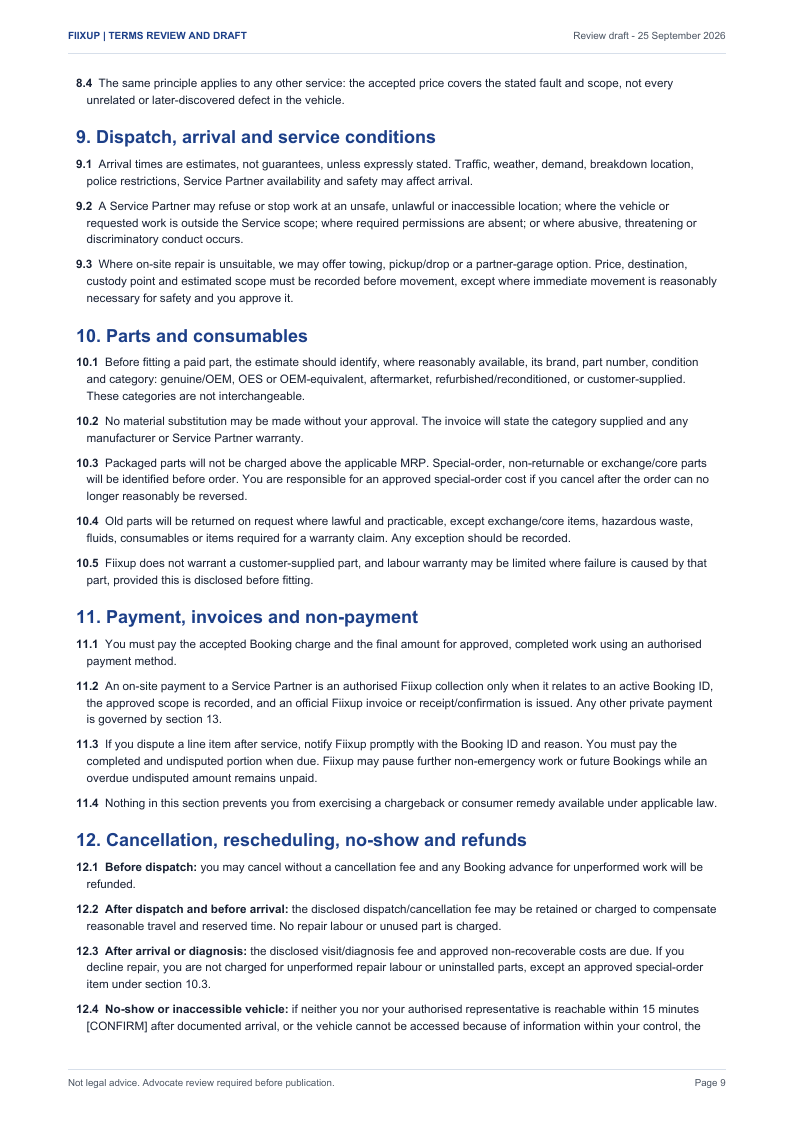 FIIXUP | TERMS REVIEW AND DRAFT
Review draft - 25 September 2026
8.4 The same principle applies to any other service: the accepted price covers the stated fault and scope, not every
unrelated or later-discovered defect in the vehicle.
9. Dispatch, arrival and service conditions
9.1 Arrival times are estimates, not guarantees, unless expressly stated. Traffic, weather, demand, breakdown location,
police restrictions, Service Partner availability and safety may affect arrival.
9.2 A Service Partner may refuse or stop work at an unsafe, unlawful or inaccessible location; where the vehicle or
requested work is outside the Service scope; where required permissions are absent; or where abusive, threatening or
discriminatory conduct occurs.
9.3 Where on-site repair is unsuitable, we may offer towing, pickup/drop or a partner-garage option. Price, destination,
custody point and estimated scope must be recorded before movement, except where immediate movement is reasonably
necessary for safety and you approve it.
10. Parts and consumables
10.1 Before fitting a paid part, the estimate should identify, where reasonably available, its brand, part number, condition
and category: genuine/OEM, OES or OEM-equivalent, aftermarket, refurbished/reconditioned, or customer-supplied.
These categories are not interchangeable.
10.2 No material substitution may be made without your approval. The invoice will state the category supplied and any
manufacturer or Service Partner warranty.
10.3 Packaged parts will not be charged above the applicable MRP. Special-order, non-returnable or exchange/core parts
will be identified before order. You are responsible for an approved special-order cost if you cancel after the order can no
longer reasonably be reversed.
10.4 Old parts will be returned on request where lawful and practicable, except exchange/core items, hazardous waste,
fluids, consumables or items required for a warranty claim. Any exception should be recorded.
10.5 Fiixup does not warrant a customer-supplied part, and labour warranty may be limited where failure is caused by that
part, provided this is disclosed before fitting.
11. Payment, invoices and non-payment
11.1 You must pay the accepted Booking charge and the final amount for approved, completed work using an authorised
payment method.
11.2 An on-site payment to a Service Partner is an authorised Fiixup collection only when it relates to an active Booking ID,
the approved scope is recorded, and an official Fiixup invoice or receipt/confirmation is issued. Any other private payment
is governed by section 13.
11.3 If you dispute a line item after service, notify Fiixup promptly with the Booking ID and reason. You must pay the
completed and undisputed portion when due. Fiixup may pause further non-emergency work or future Bookings while an
overdue undisputed amount remains unpaid.
11.4 Nothing in this section prevents you from exercising a chargeback or consumer remedy available under applicable law.
12. Cancellation, rescheduling, no-show and refunds
12.1 Before dispatch: you may cancel without a cancellation fee and any Booking advance for unperformed work will be
refunded.
12.2 After dispatch and before arrival: the disclosed dispatch/cancellation fee may be retained or charged to compensate
reasonable travel and reserved time. No repair labour or unused part is charged.
12.3 After arrival or diagnosis: the disclosed visit/diagnosis fee and approved non-recoverable costs are due. If you
decline repair, you are not charged for unperformed repair labour or uninstalled parts, except an approved special-order
item under section 10.3.
12.4 No-show or inaccessible vehicle: if neither you nor your authorised representative is reachable within 15 minutes
[CONFIRM] after documented arrival, or the vehicle cannot be accessed because of information within your control, the
Not legal advice. Advocate review required before publication.
Page 9